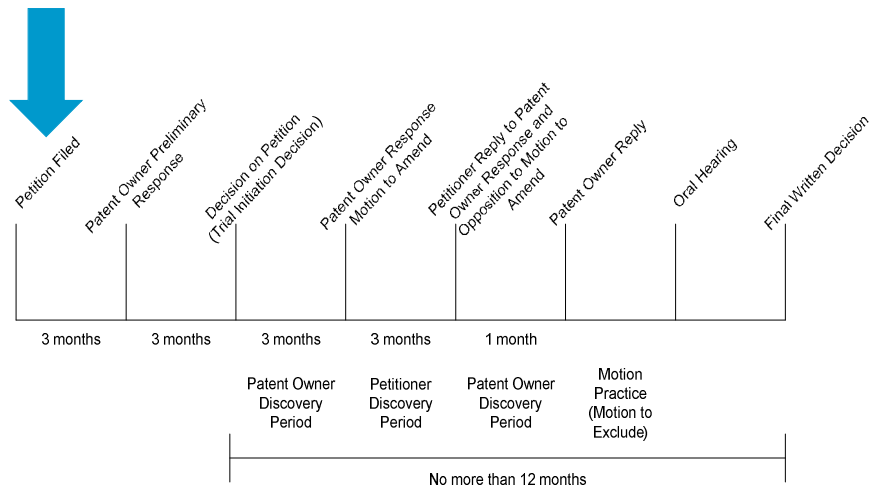 Petition Filed
Patent Owner Preliminary
Response
Decision on Petition
(Trial Initiation Decision)
Patent Owner Response
Motion to Amend
Petitioner Reply to Patent
Owner Response and
Opposition to Motion to
Amend
Patent Owner Reply
Oral Hearing
Final Written Decision
3 months
3 months
3 months
3 months
1 month
Patent Owner
Discovery
Period
Petitioner
Discovery
Period
Patent Owner
Discovery
Period
Motion
Practice
(Motion to
Exclude)
No more than 12 months